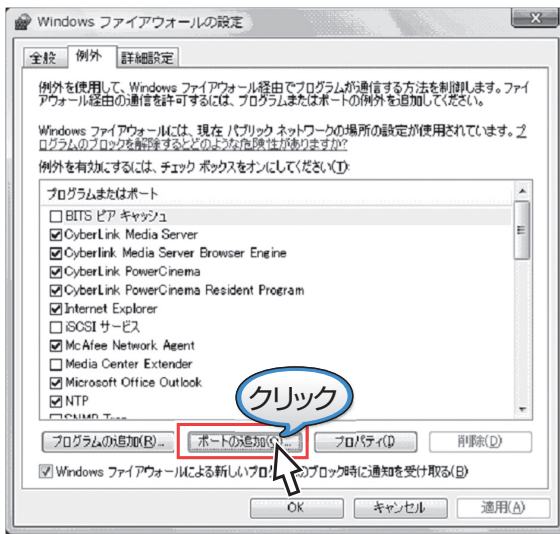 Windows ファイアウォールの設定
全般 例外 詳細設定
例外を使用して、Windows ファイアウォール経由でプログラムが通信する方法を制御します。ファイ
アウォール経由の通信を許可するには、プログラムまたはポートの例外を追加してください。
Windows ファイアウォールには、現在 パブリック ネットワークの場所の設定が使用されています。プ
ログラムのブロックを解除するとどのような危険性がありますか?
例外を有効にするには、チェック ボックスをオンにしてください(T):
プログラムまたはポート
BITS ピア キャッシュ
CyberLink Media Server
Cyberlink Media Server Browser Engine
CyberLink PowerCinema
CyberLink PowerCinema Resident Program
Internet Explorer
iSCSI サービス
McAfee Network Agent
Media Center Extender
Microsoft Office Outlook
NTP
SNMP Trap
クリック
プログラムの追加(R)... ポートの追加(O)... プロパティ(I) 削除(D)
Windows ファイアウォールによる新しいプログラムのブロック時に通知を受け取る(B)
OK キャンセル 適用(A)